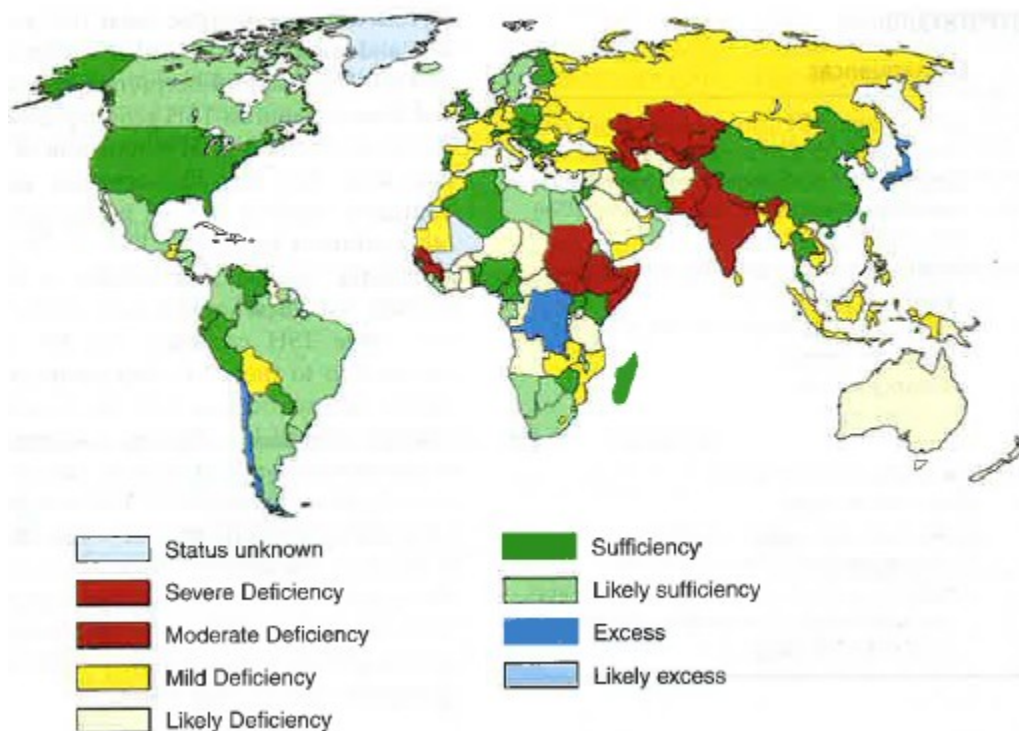 Status unknown
Severe Deficiency
Moderate Deficiency
Mild Deficiency
Likely Deficiency
Sufficiency
Likely sufficiency
Excess
Likely excess